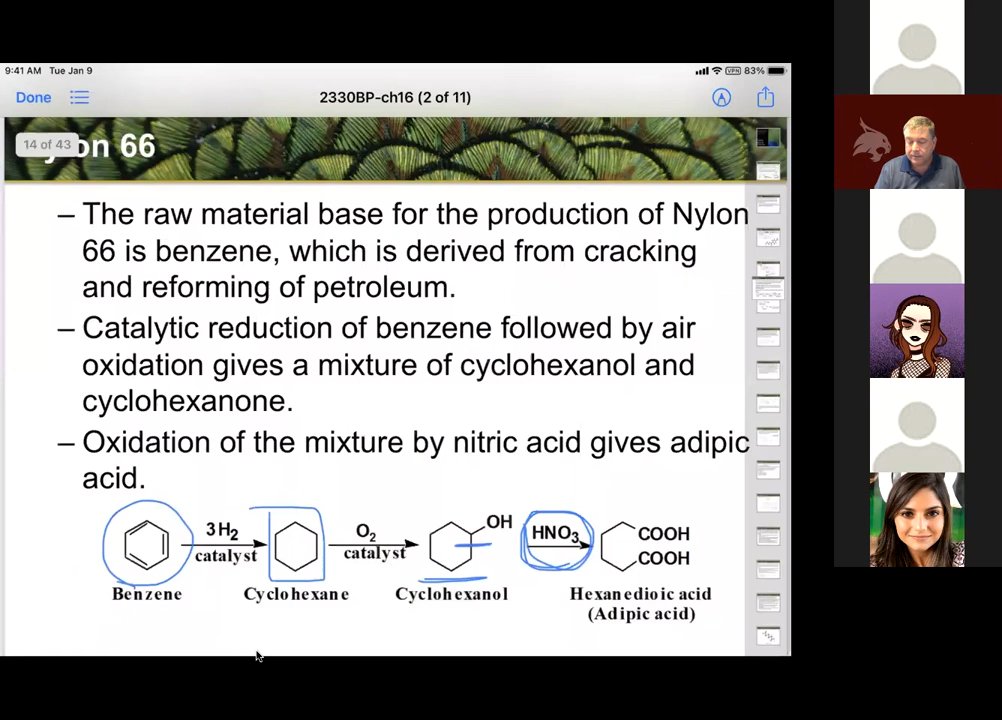 9:41 AM Tue Jan 9
83%
VPN
Done
2330BP-ch16 (2 of 11)
14 of 43
on 66
– The raw material base for the production of Nylon
66 is benzene, which is derived from cracking
and reforming of petroleum.
– Catalytic reduction of benzene followed by air
oxidation gives a mixture of cyclohexanol and
cyclohexanone.
– Oxidation of the mixture by nitric acid gives adipic
acid.
3H₂
catalyst
O₂
catalyst
OH
HNO₃
COOH
COOH
Benzene
Cyclohexane
Cyclohexanol
Hexanedioic acid
(Adipic acid)